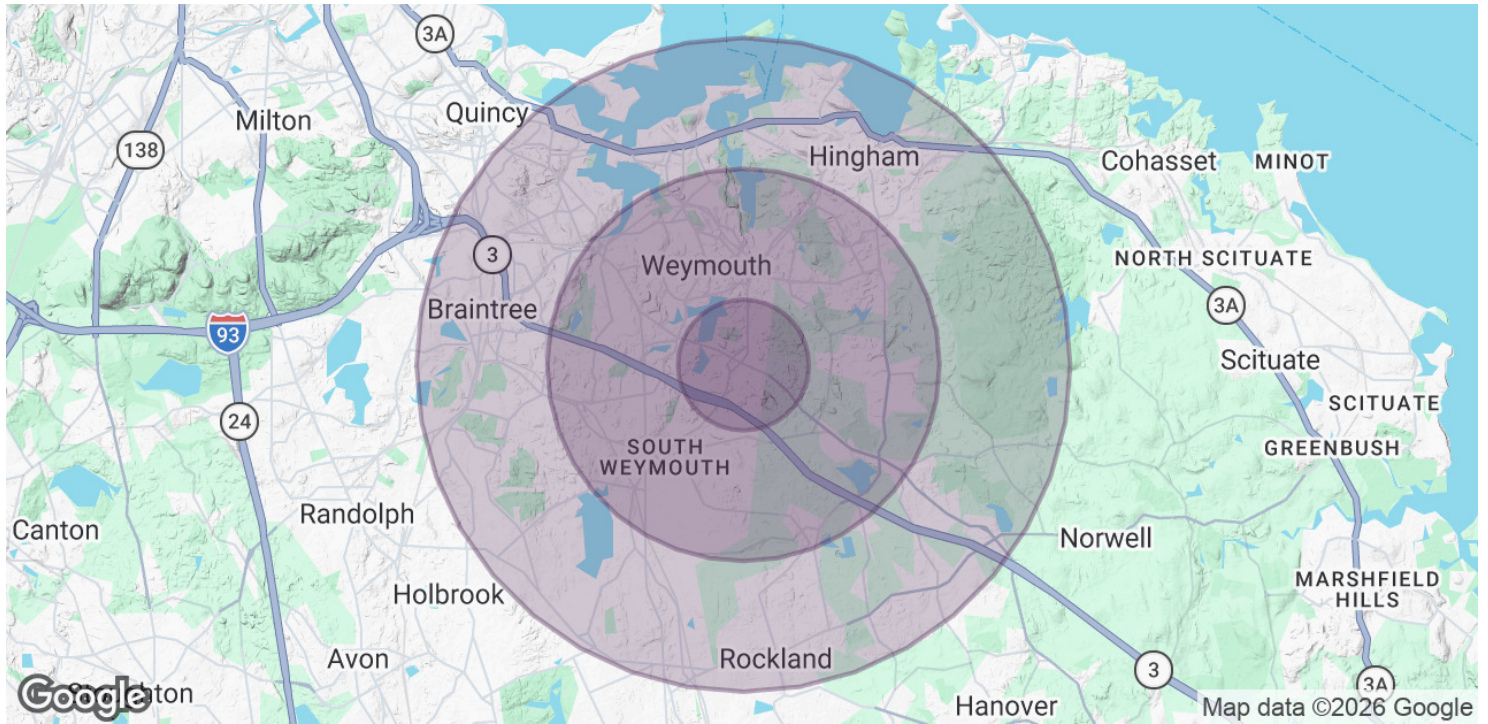 3A
Quincy
Milton
138
Hingham
Cohasset
MINOT
3
Weymouth
NORTH SCITUATE
Braintree
3A
93
Scituate
24
SCITUATE
SOUTH
WEYMOUTH
GREENBUSH
Randolph
Canton
Norwell
MARSHFIELD
HILLS
Holbrook
Avon
Rockland
3
3A
Google
Stoughton
Hanover
Map data ©2026 Google